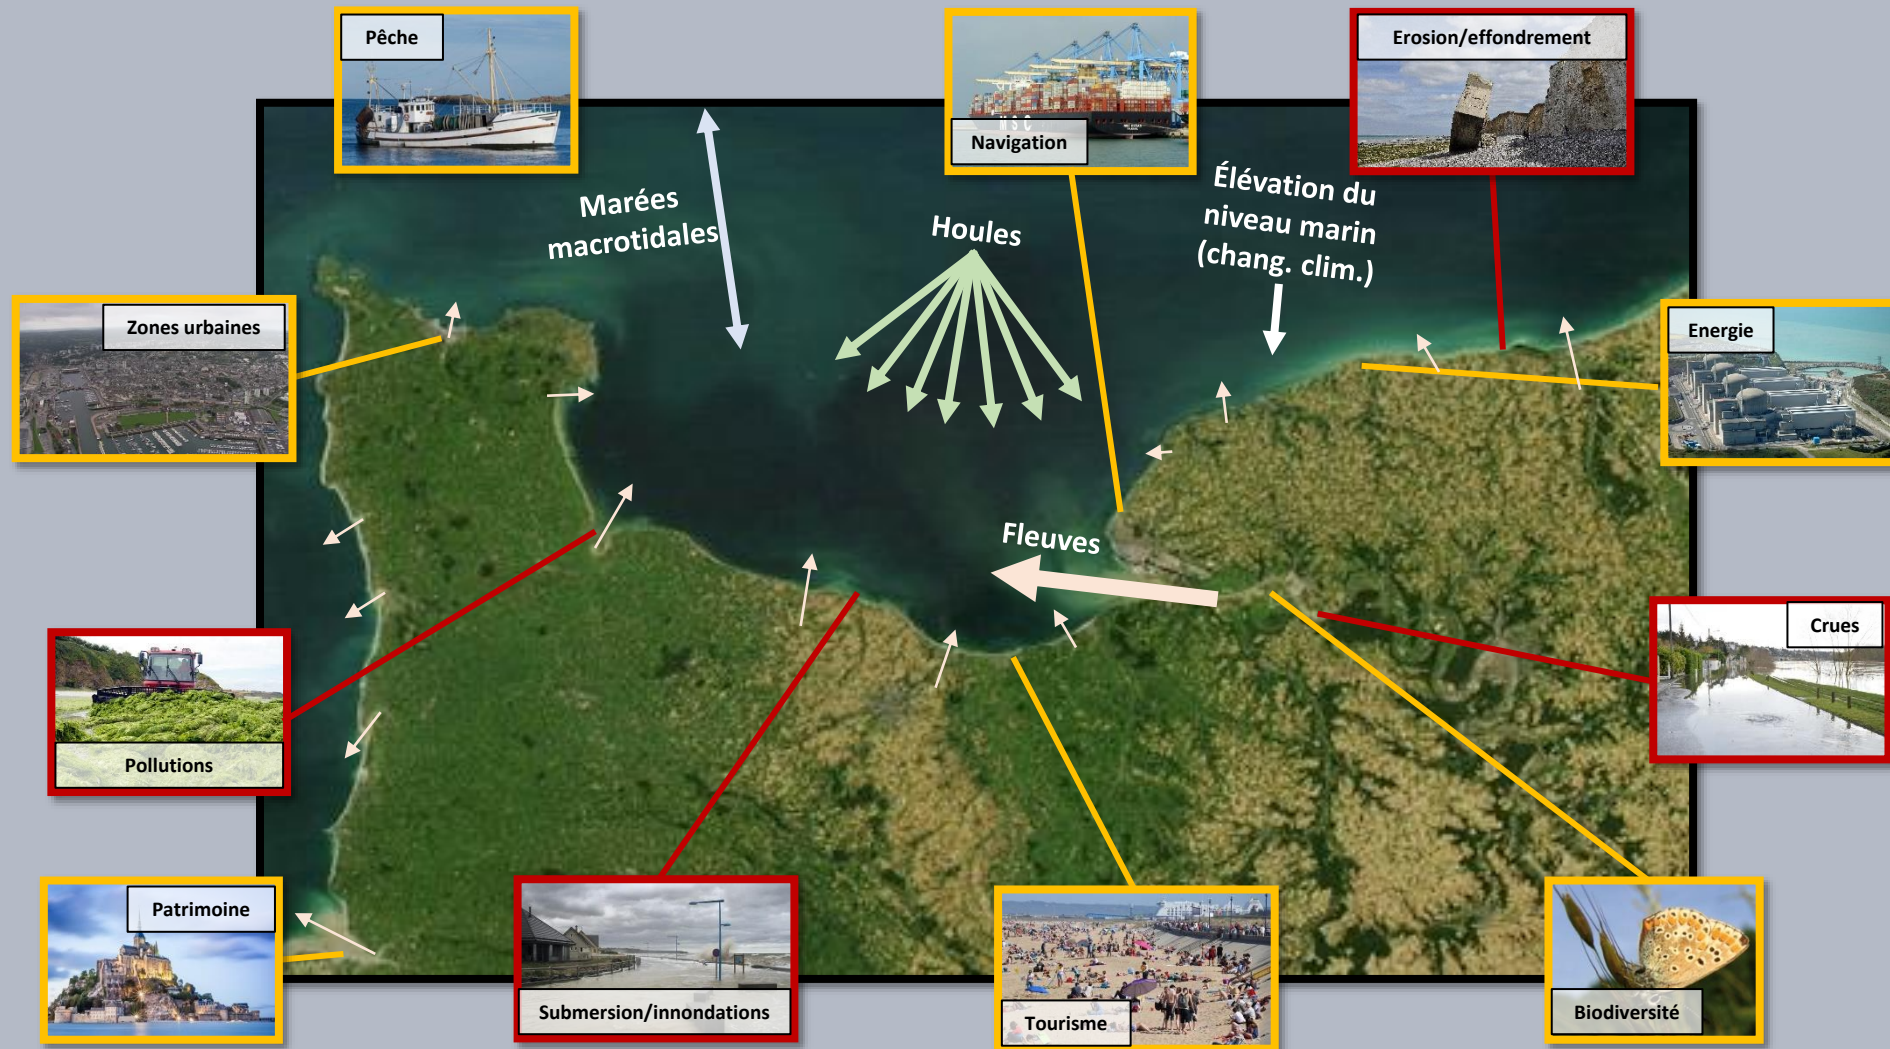 Pêche
Navigation
Erosion/effondrement
Marées
macrotidales
Houles
Élévation du
niveau marin
(chang. clim.)
Zones urbaines
Energie
Fleuves
Pollutions
Crues
Patrimoine
Submersion/innondations
Tourisme
Biodiversité